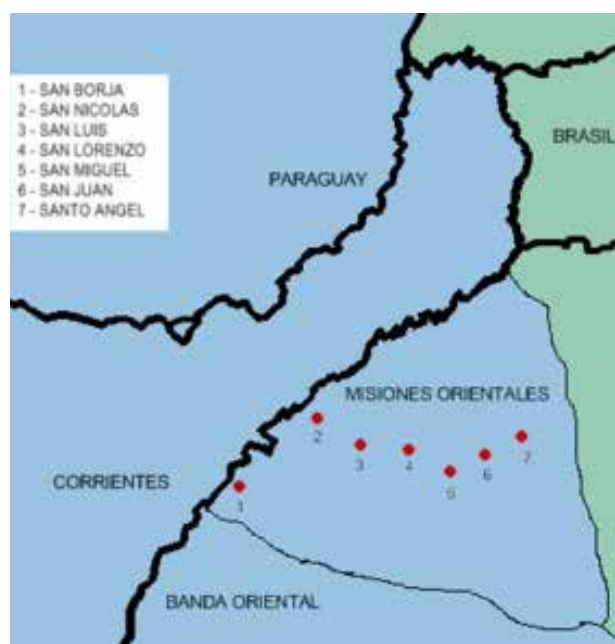 1 - SAN BORJA
2 - SAN NICOLAS
3 - SAN LUIS
4 - SAN LORENZO
5 - SAN MIGUEL
6 - SAN JUAN
7 - SANTO ANGEL
BRASIL
PARAGUAY
MISIONES ORIENTALES
2
3
4
5
6
7
CORRIENTES
1
BANDA ORIENTAL